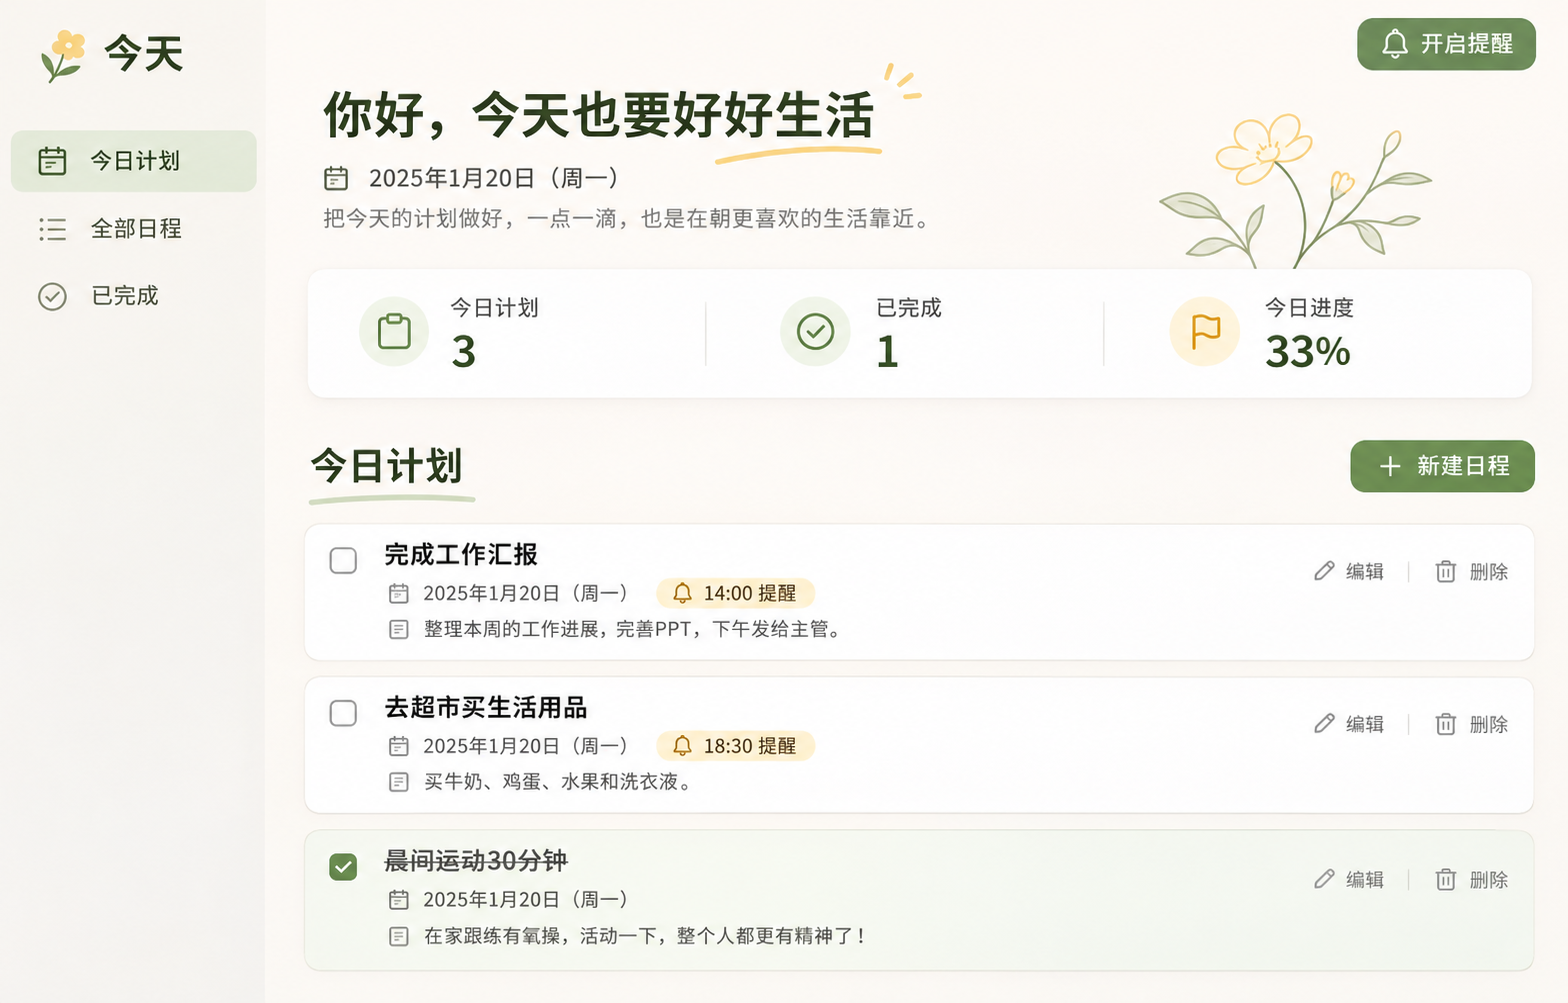 今天
今日计划
全部日程
已完成
开启提醒
你好，今天也要好好生活
2025年1月20日（周一）
把今天的计划做好，一点一滴，也是在朝更喜欢的生活靠近。
今日计划
3
已完成
1
今日进度
33%
今日计划
新建日程
完成工作汇报
2025年1月20日（周一） 14:00 提醒
整理本周的工作进展，完善PPT，下午发给主管。
编辑 删除
去超市买生活用品
2025年1月20日（周一） 18:30 提醒
买牛奶、鸡蛋、水果和洗衣液。
编辑 删除
晨间运动30分钟
2025年1月20日（周一）
在家跟练有氧操，活动一下，整个人都更有精神了！
编辑 删除